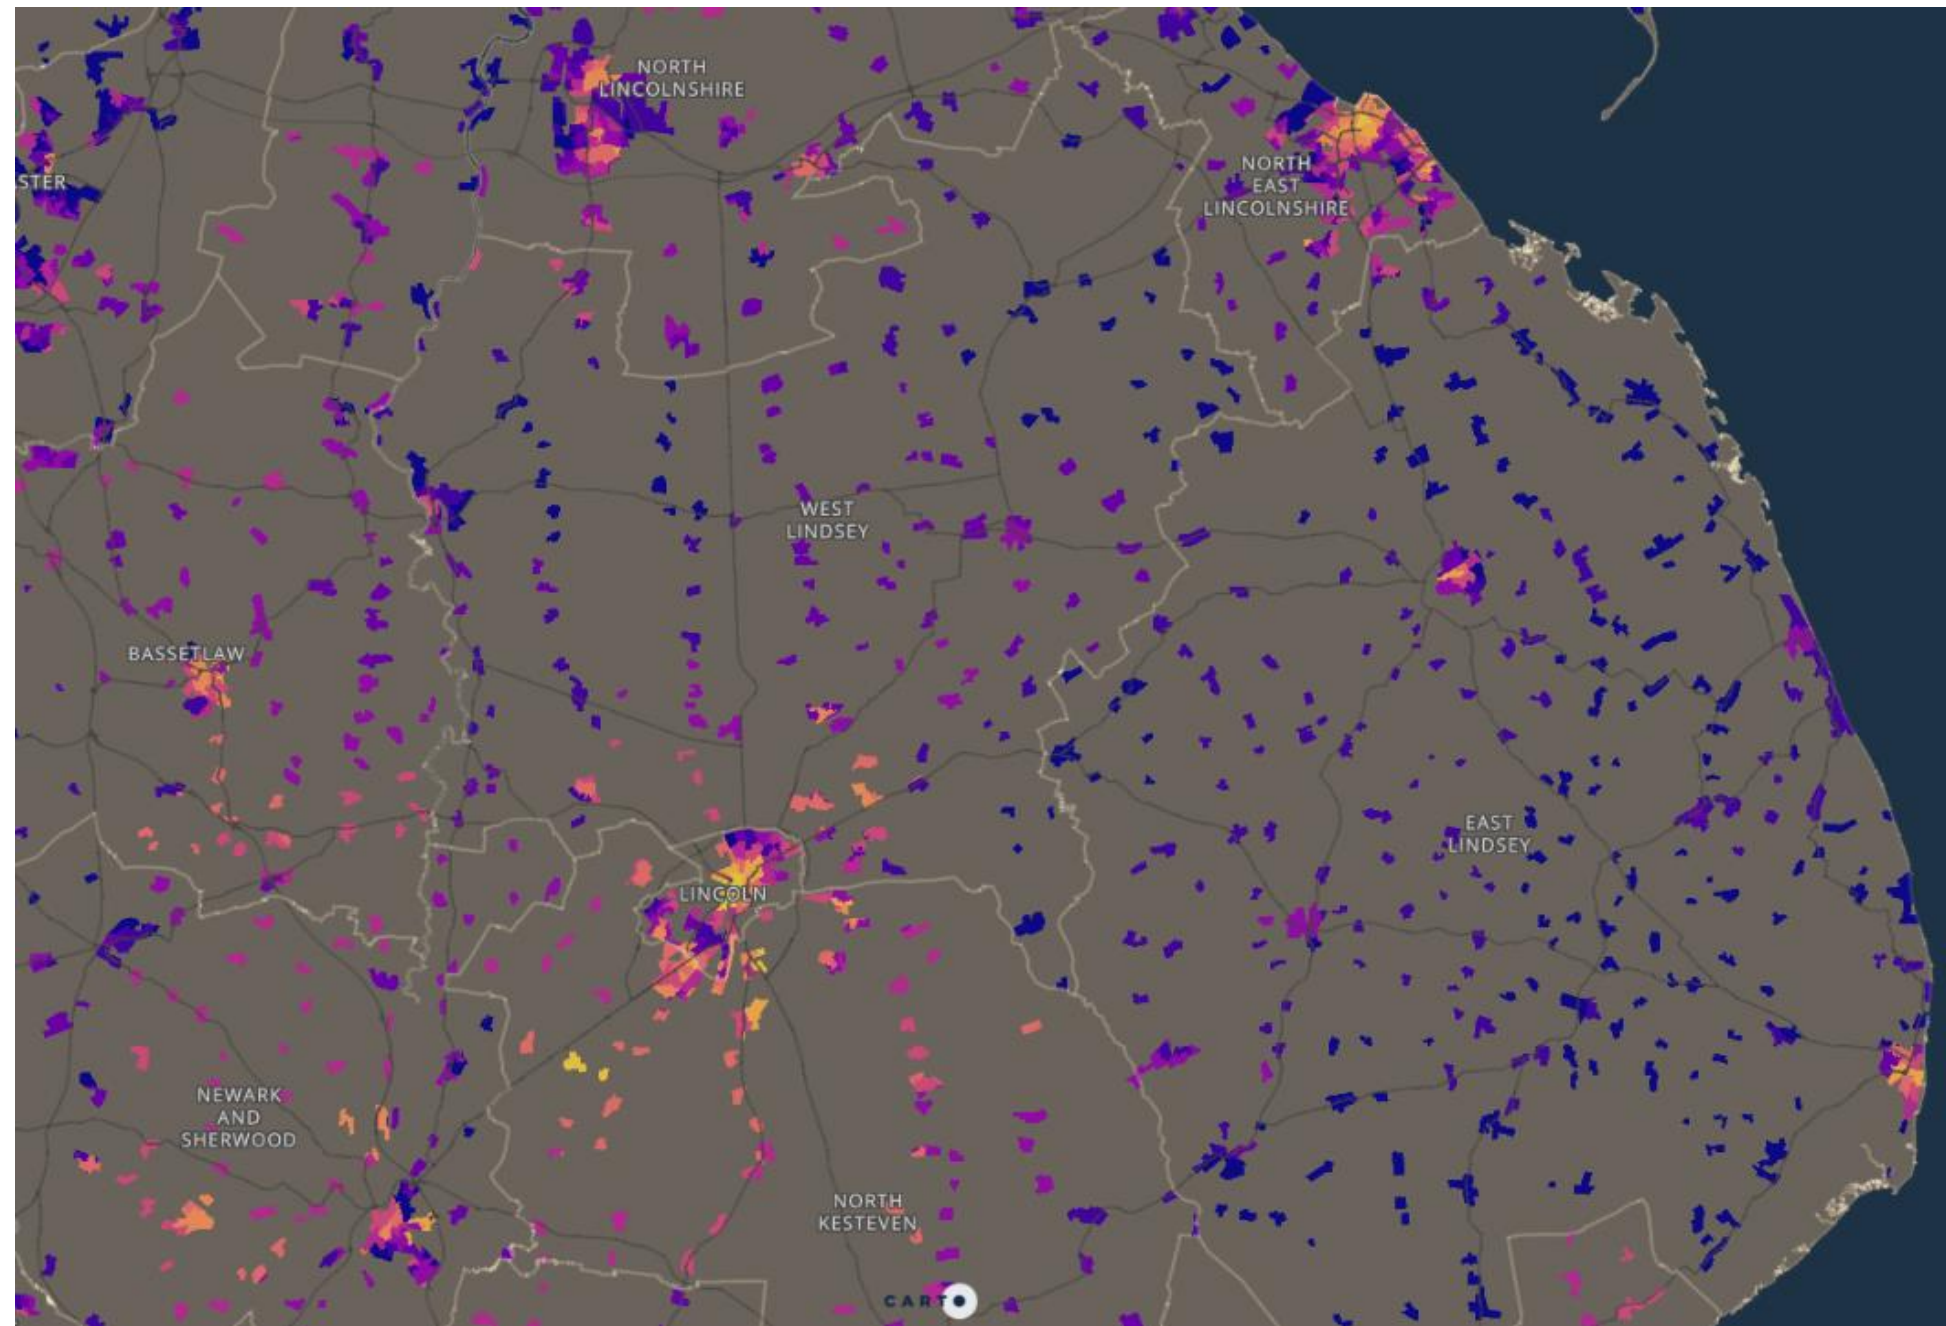 NORTH
LINCOLNSHIRE
STER
NORTH
EAST
LINCOLNSHIRE
WEST
LINDSEY
BASSETLAW
EAST
LINDSEY
LINCOLN
NEWARK
AND
SHERWOOD
NORTH
KESTEVEN
CARTO